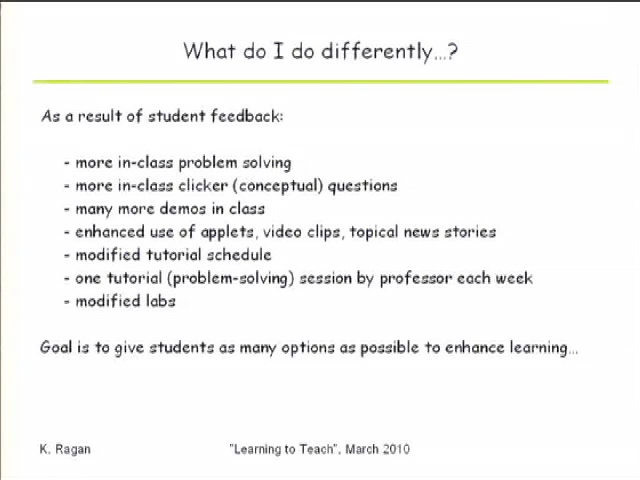 What do I do differently...?
As a result of student feedback:
- more in-class problem solving
- more in-class clicker (conceptual) questions
- many more demos in class
- enhanced use of applets, video clips, topical news stories
- modified tutorial schedule
- one tutorial (problem-solving) session by professor each week
- modified labs
Goal is to give students as many options as possible to enhance learning...
K. Ragan "Learning to Teach", March 2010